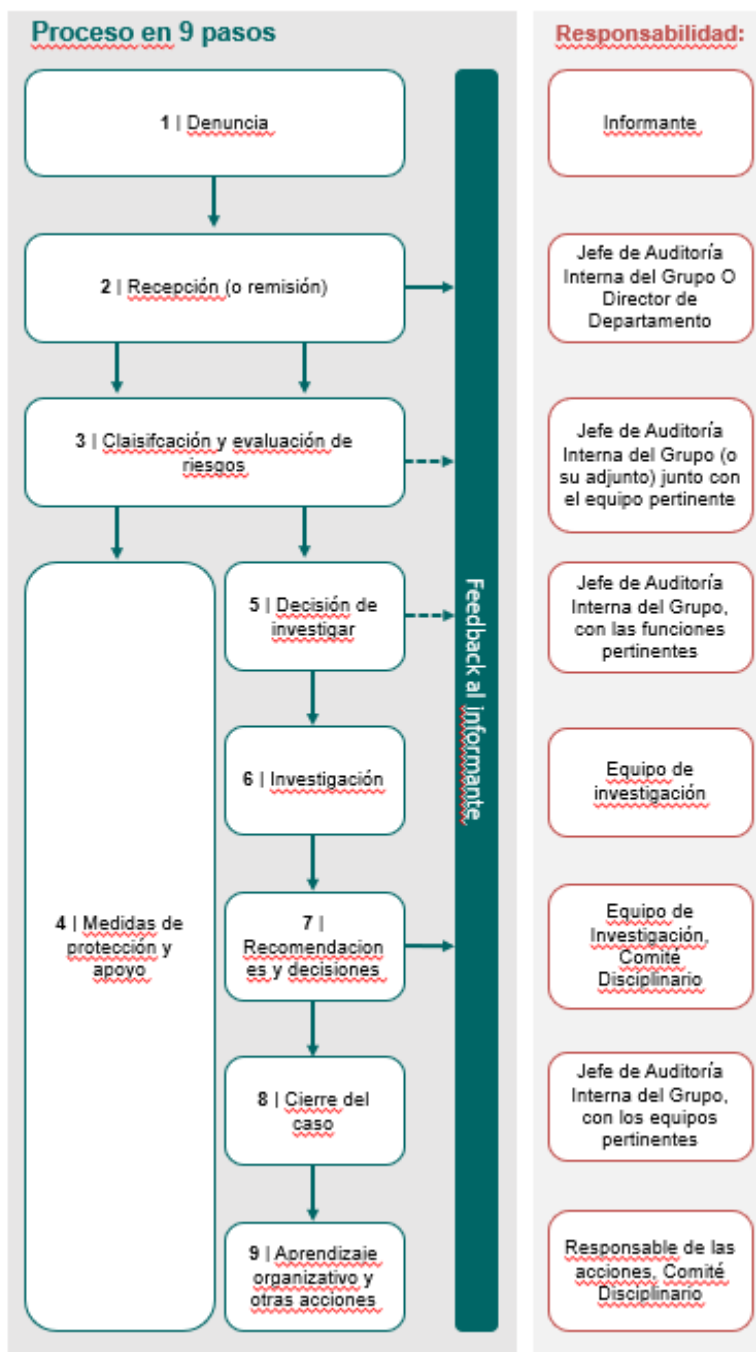 Proceso en 9 pasos
Responsabilidad:
1 | Denuncia
Informante
2 | Recepción (o remisión)
Jefe de Auditoría
Interna del Grupo O
Director de
Departamento
3 | Claisifcación y evaluación de
riesgos
Jefe de Auditoría
Interna del Grupo (o
su adjunto) junto con
el equipo pertinente
5 | Decisión de
investigar
Jefe de Auditoría
Interna del Grupo,
con las funciones
pertinentes
Feedback al informante
6 | Investigación
Equipo de
investigación
4 | Medidas de
protección y
apoyo
7 |
Recomendacion
es y decisiones
Equipo de
Investigación,
Comité
Disciplinario
8 | Cierre del
caso
Jefe de Auditoría
Interna del Grupo,
con los equipos
pertinentes
9 | Aprendizaje
organizativo y
otras acciones
Responsable de las
acciones, Comité
Disciplinario